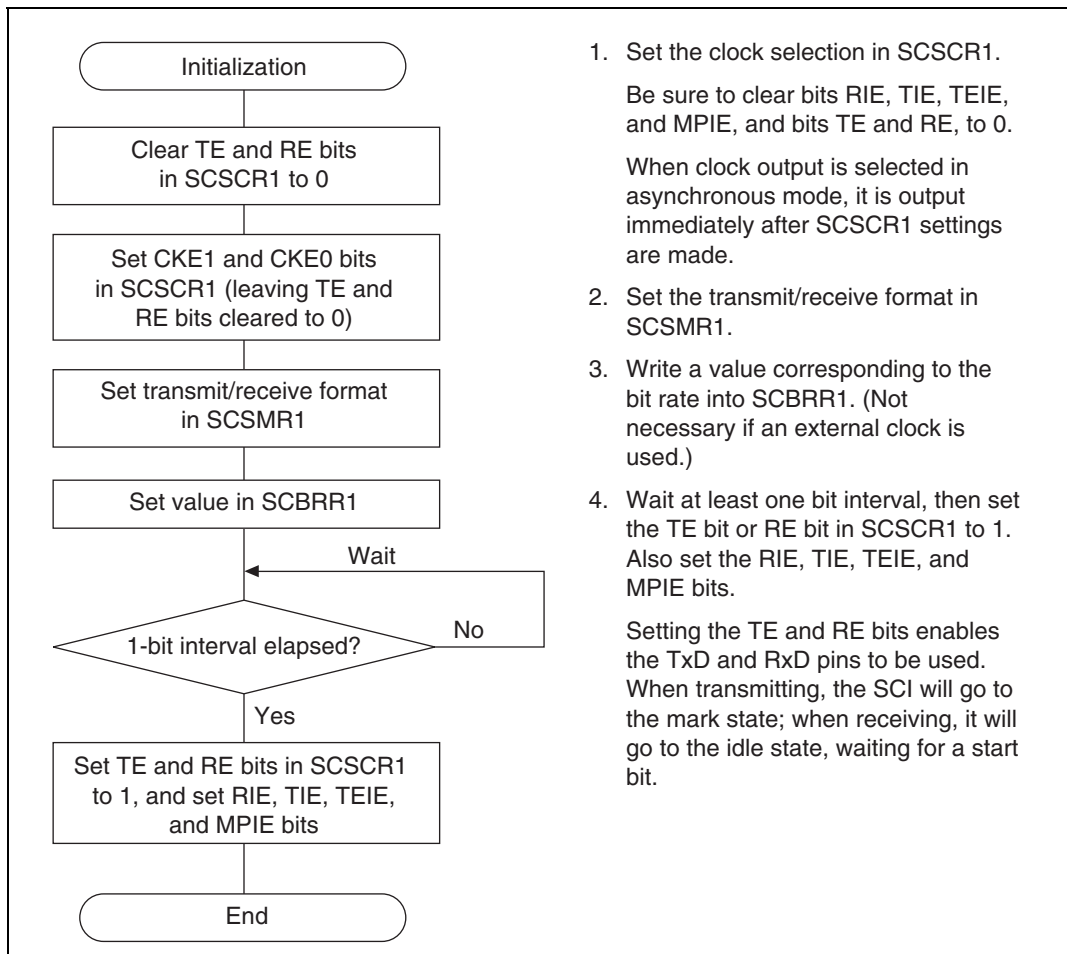 Initialization
Clear TE and RE bits
in SCSCR1 to 0
Set CKE1 and CKE0 bits
in SCSCR1 (leaving TE and
RE bits cleared to 0)
Set transmit/receive format
in SCSMR1
Set value in SCBRR1
Wait
1-bit interval elapsed?
No
Yes
Set TE and RE bits in SCSCR1
to 1, and set RIE, TIE, TEIE,
and MPIE bits
End
1. Set the clock selection in SCSCR1.
Be sure to clear bits RIE, TIE, TEIE,
and MPIE, and bits TE and RE, to 0.
When clock output is selected in
asynchronous mode, it is output
immediately after SCSCR1 settings
are made.
2. Set the transmit/receive format in
SCSMR1.
3. Write a value corresponding to the
bit rate into SCBRR1. (Not
necessary if an external clock is
used.)
4. Wait at least one bit interval, then set
the TE bit or RE bit in SCSCR1 to 1.
Also set the RIE, TIE, TEIE, and
MPIE bits.
Setting the TE and RE bits enables
the TxD and RxD pins to be used.
When transmitting, the SCI will go to
the mark state; when receiving, it will
go to the idle state, waiting for a start
bit.